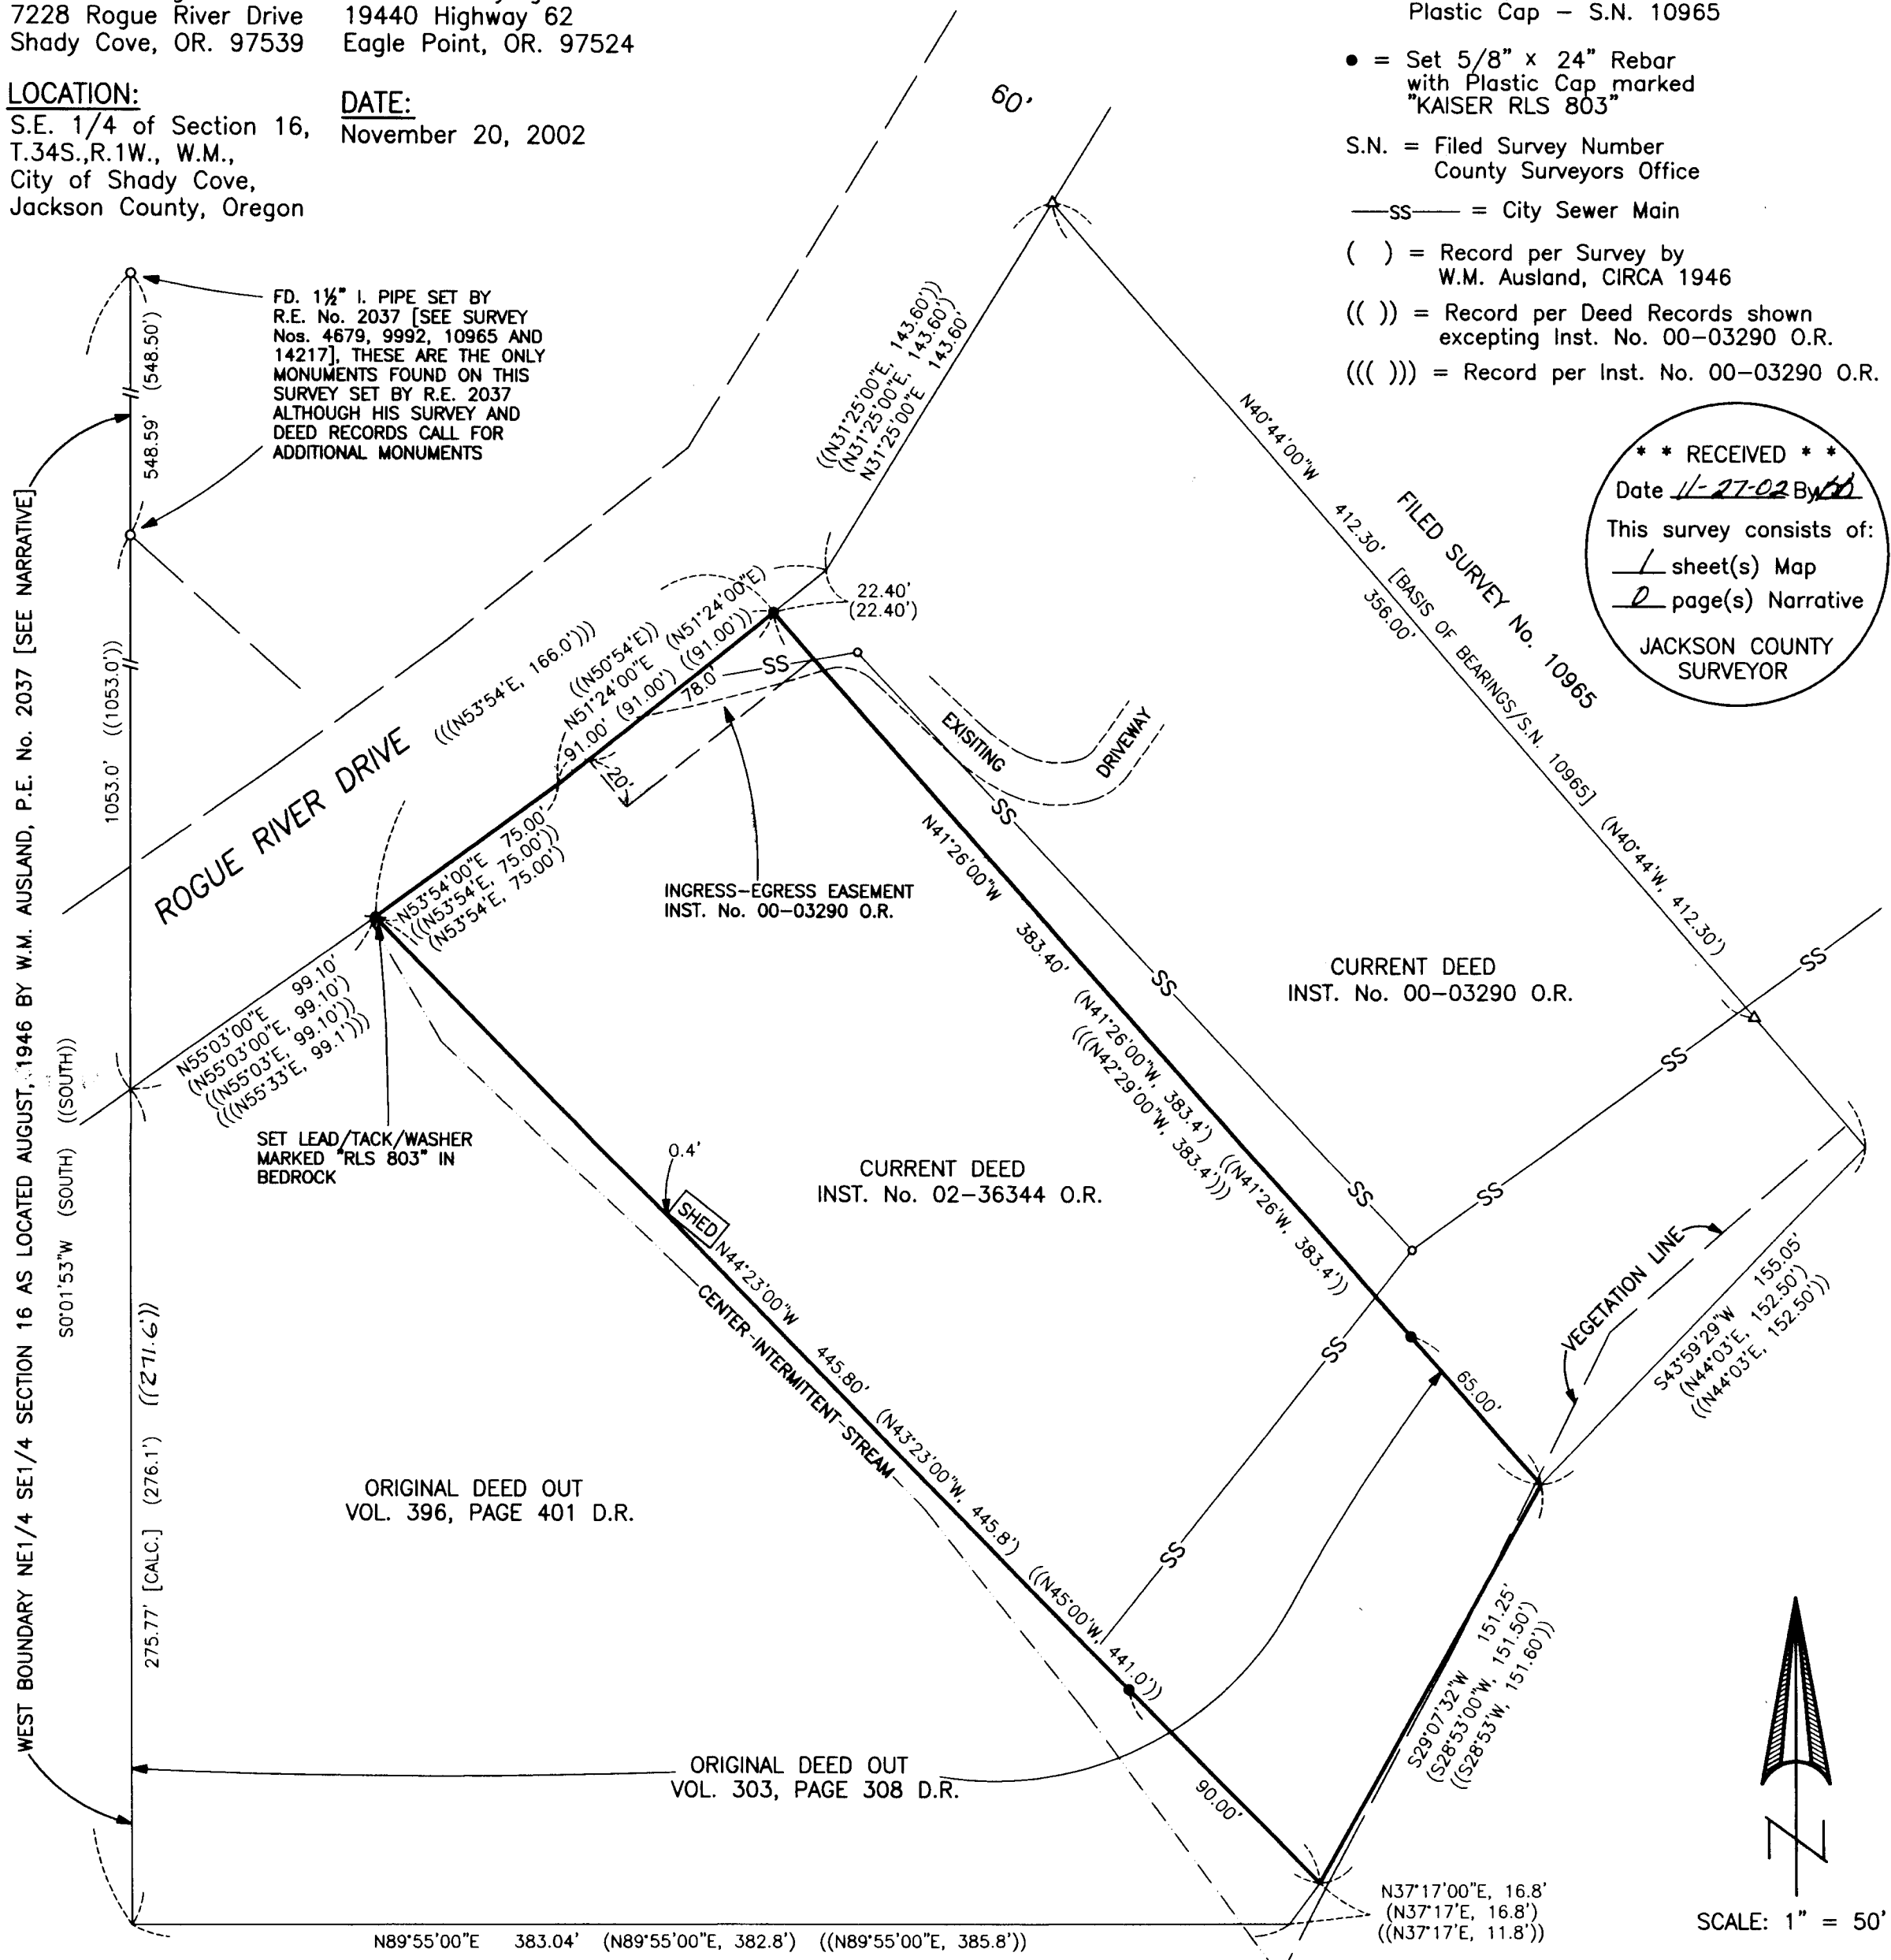 7228 Rogue River Drive
Shady Cove, OR. 97539
19440 Highway 62
Eagle Point, OR. 97524
LOCATION:
S.E. 1/4 of Section 16,
T.34S.,R.1W., W.M.,
City of Shady Cove,
Jackson County, Oregon
DATE:
November 20, 2002
60'
Plastic Cap – S.N. 10965
● = Set 5/8" x 24" Rebar
with Plastic Cap marked
"KAISER RLS 803"
S.N. = Filed Survey Number
County Surveyors Office
—SS— = City Sewer Main
( ) = Record per Survey by
W.M. Ausland, CIRCA 1946
(( )) = Record per Deed Records shown
excepting Inst. No. 00-03290 O.R.
((( ))) = Record per Inst. No. 00-03290 O.R.
* * RECEIVED * *
Date 11-27-02 By
This survey consists of:
1 sheet(s) Map
0 page(s) Narrative
JACKSON COUNTY
SURVEYOR
FD. 1½" I. PIPE SET BY
R.E. No. 2037 [SEE SURVEY
Nos. 4679, 9992, 10965 AND
14217], THESE ARE THE ONLY
MONUMENTS FOUND ON THIS
SURVEY SET BY R.E. 2037
ALTHOUGH HIS SURVEY AND
DEED RECORDS CALL FOR
ADDITIONAL MONUMENTS
548.59' (548.50')
1053.0' ((1053.0'))
WEST BOUNDARY NE1/4 SE1/4 SECTION 16 AS LOCATED AUGUST, 1946 BY W.M. AUSLAND, P.E. No. 2037 [SEE NARRATIVE]
S0°01'53"W (SOUTH) ((SOUTH))
275.77' [CALC.] (276.1') ((271.6'))
((N31°25'00"E, 143.60'))
(N31°25'00"E, 143.60')
N31°25'00"E 143.60'
N40°44'00"W 412.30' [BASIS OF BEARINGS/S.N. 10965] (N40°44'W, 412.30')
356.00'
FILED SURVEY No. 10965
22.40'
(22.40')
ROGUE RIVER DRIVE
(((N53°54'E, 166.0')))
((N50°54'E))
N51°24'00"E (N51°24'00"E)
91.00' (91.00') ((91.00'))
78.0'
20'
SS
EXISITING
DRIVEWAY
SS
N53°54'00"E 75.00'
((N53°54'E, 75.00'))
(N53°54'E, 75.00')
INGRESS-EGRESS EASEMENT
INST. No. 00-03290 O.R.
N55°03'00"E 99.10'
(N55°03'00"E, 99.10')
((N55°03'E, 99.10'))
(((N55°33'E, 99.1')))
SET LEAD/TACK/WASHER
MARKED "RLS 803" IN
BEDROCK
N41°26'00"W 383.40' (N41°26'00"W, 383.4') ((N41°26'W, 383.4'))
(((N42°29'00"W, 383.4')))
CURRENT DEED
INST. No. 00-03290 O.R.
SS
SS
SS
SS
SS
0.4'
SHED
CURRENT DEED
INST. No. 02-36344 O.R.
N44°23'00"W 445.80' (N43°23'00"W, 445.8') ((N45°00'W, 441.0'))
CENTER-INTERMITTENT-STREAM
VEGETATION LINE
S43°59'29"W 155.05'
(N44°03'E, 152.50')
((N44°03'E, 152.50'))
SS
65.00'
ORIGINAL DEED OUT
VOL. 396, PAGE 401 D.R.
SS
S29°07'32"W 151.25'
(S28°53'00"W, 151.50')
((S28°53'W, 151.60'))
ORIGINAL DEED OUT
VOL. 303, PAGE 308 D.R.
90.00'
N37°17'00"E, 16.8'
(N37°17'E, 16.8')
((N37°17'E, 11.8'))
N89°55'00"E 383.04' (N89°55'00"E, 382.8') ((N89°55'00"E, 385.8'))
N
SCALE: 1" = 50'